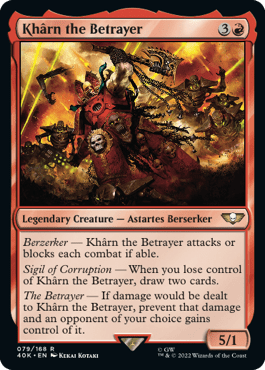 Khârn the Betrayer 3
Legendary Creature — Astartes Berserker
Berzerker — Khârn the Betrayer attacks or
blocks each combat if able.
Sigil of Corruption — When you lose control
of Khârn the Betrayer, draw two cards.
The Betrayer — If damage would be dealt
to Khârn the Betrayer, prevent that damage
and an opponent of your choice gains
control of it.
5/1
079/168 R
40K • EN KEKAI KOTAKI
© GW
™ & © 2022 Wizards of the Coast